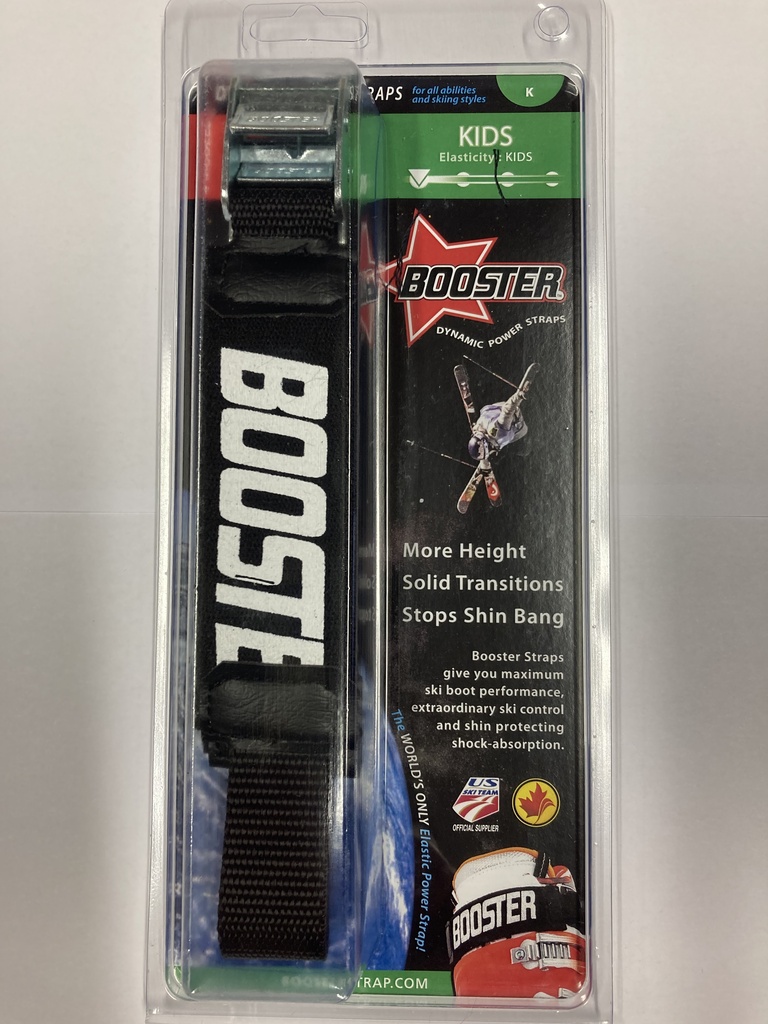 RAPS
for all abilities
and skiing styles
K
KIDS
Elasticity: KIDS
BOOSTER
DYNAMIC POWER STRAPS
BOOSTE
More Height
Solid Transitions
Stops Shin Bang
Booster Straps
give you maximum
ski boot performance,
extraordinary ski control
and shin protecting
shock-absorption.
The WORLD'S ONLY Elastic Power Strap!
US
SKI TEAM
OFFICIAL SUPPLIER
BOOSTER
TRAP.COM